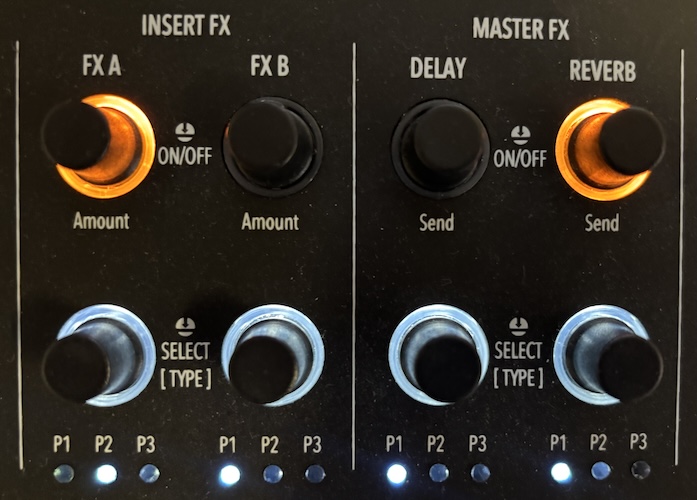 INSERT FX
MASTER FX
FX A
FX B
DELAY
REVERB
ON/OFF
ON/OFF
Amount
Amount
Send
Send
SELECT
[ TYPE ]
SELECT
[ TYPE ]
P1 P2 P3
P1 P2 P3
P1 P2 P3
P1 P2 P3